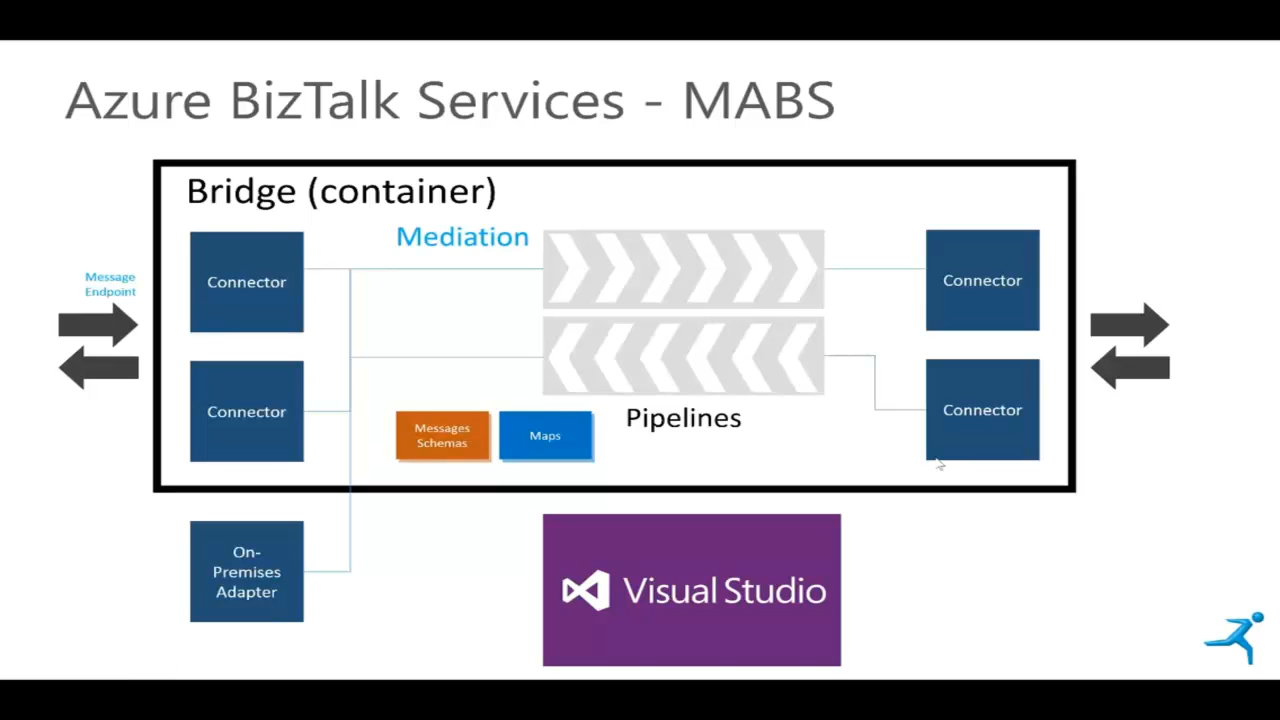 Azure BizTalk Services - MABS
Bridge (container)
Mediation
Message
Endpoint
Connector
Connector
Connector
Connector
Messages
Schemas
Maps
Pipelines
On-
Premises
Adapter
Visual Studio